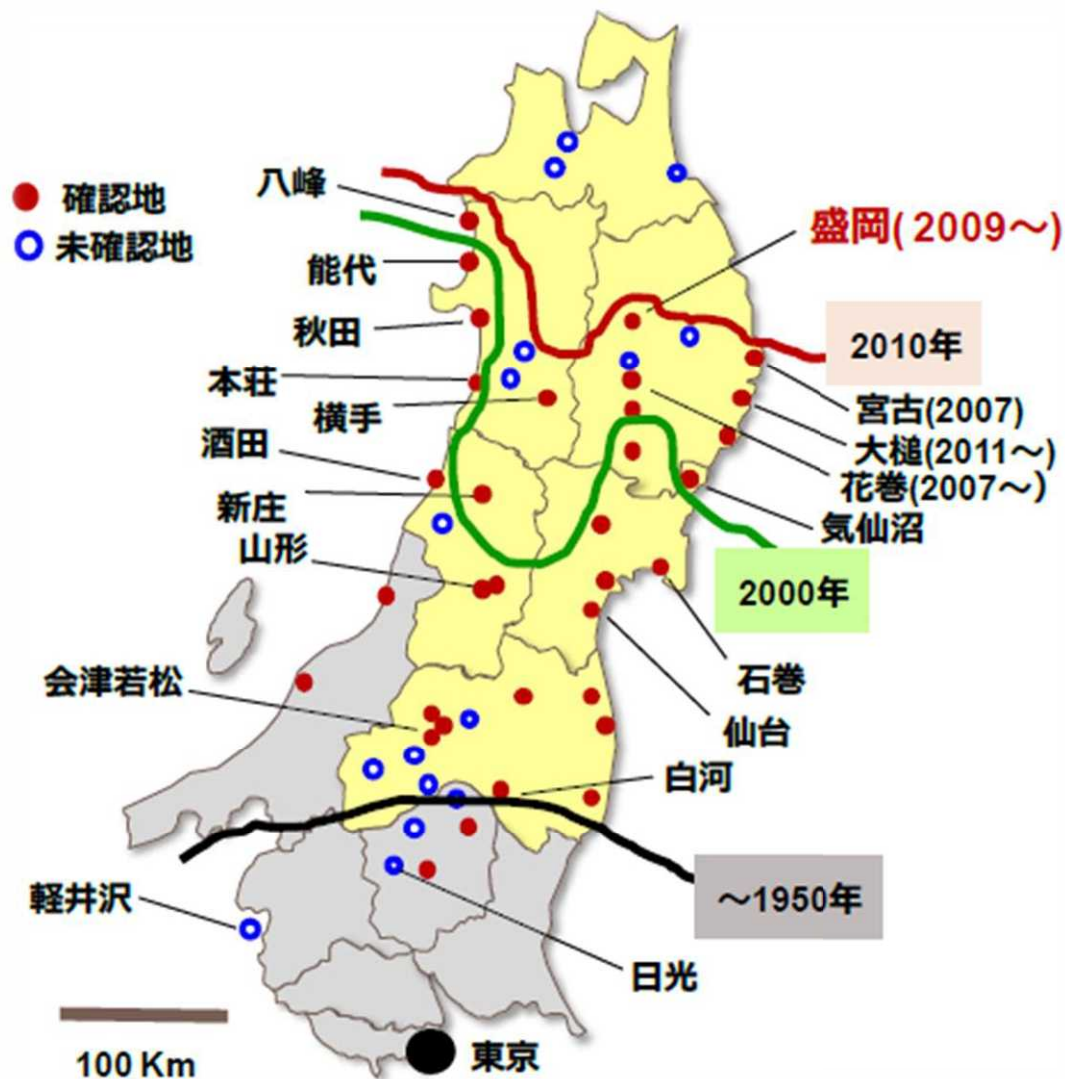 八峰
確認地
未確認地
盛岡( 2009～)
能代
秋田
2010年
本荘
横手
宮古(2007)
酒田
大槌(2011～)
花巻(2007～)
新庄
気仙沼
山形
2000年
石巻
会津若松
仙台
白河
～1950年
軽井沢
日光
100 Km
東京